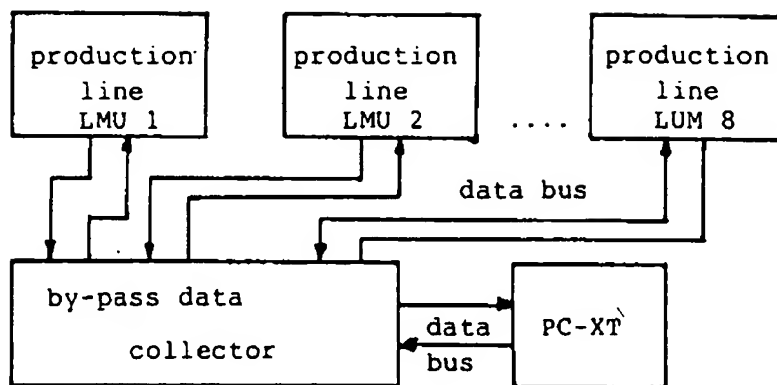 production
line
LMU 1
production
line
LMU 2
....
production
line
LUM 8
data bus
by-pass data
collector
data
bus
PC-XT